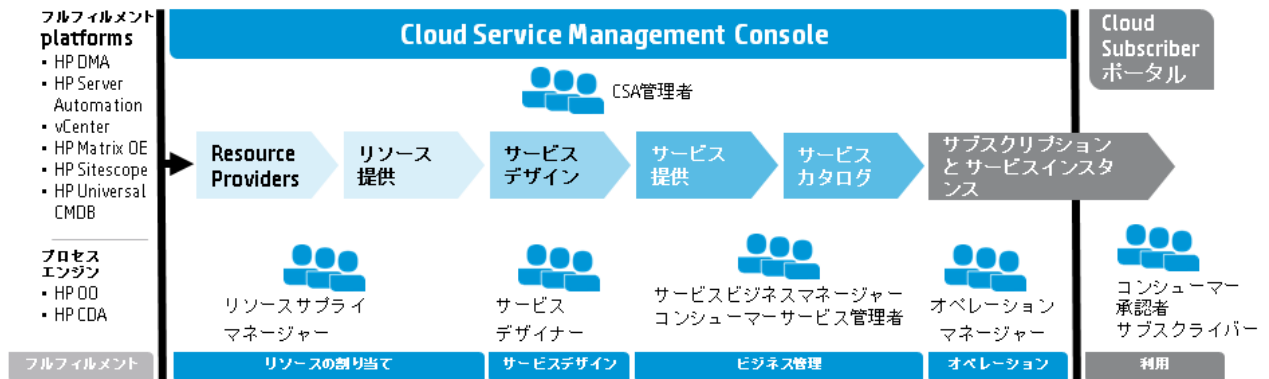 フルフィルメント
platforms
▪ HP DMA
▪ HP Server
Automation
▪ vCenter
▪ HP Matrix OE
▪ HP Sitescope
▪ HP Universal
CMDB
プロセス
エンジン
▪ HP OO
▪ HP CDA
フルフィルメント
Cloud Service Management Console
CSA管理者
Resource
Providers
リソース
提供
サービス
デザイン
サービス
提供
サービス
カタログ
サブスクリプション
とサービスインスタ
ンス
リソースサプライ
マネージャー
サービス
デザイナー
サービスビジネスマネージャー
コンシューマーサービス管理者
オペレーション
マネージャー
リソースの割り当て
サービスデザイン
ビジネス管理
オペレーション
Cloud
Subscriber
ポータル
コンシューマー
承認者
サブスクライバー
利用